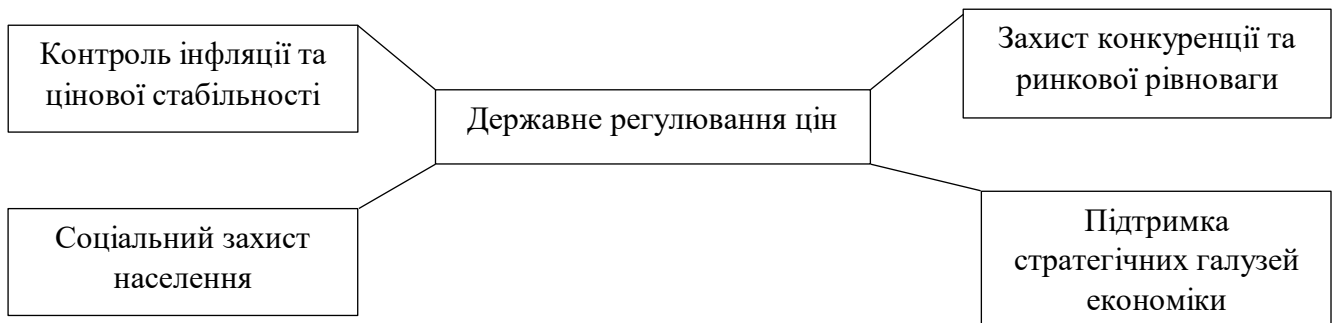 Контроль інфляції та
цінової стабільності
Захист конкуренції та
ринкової рівноваги
Державне регулювання цін
Соціальний захист
населення
Підтримка
стратегічних галузей
економіки